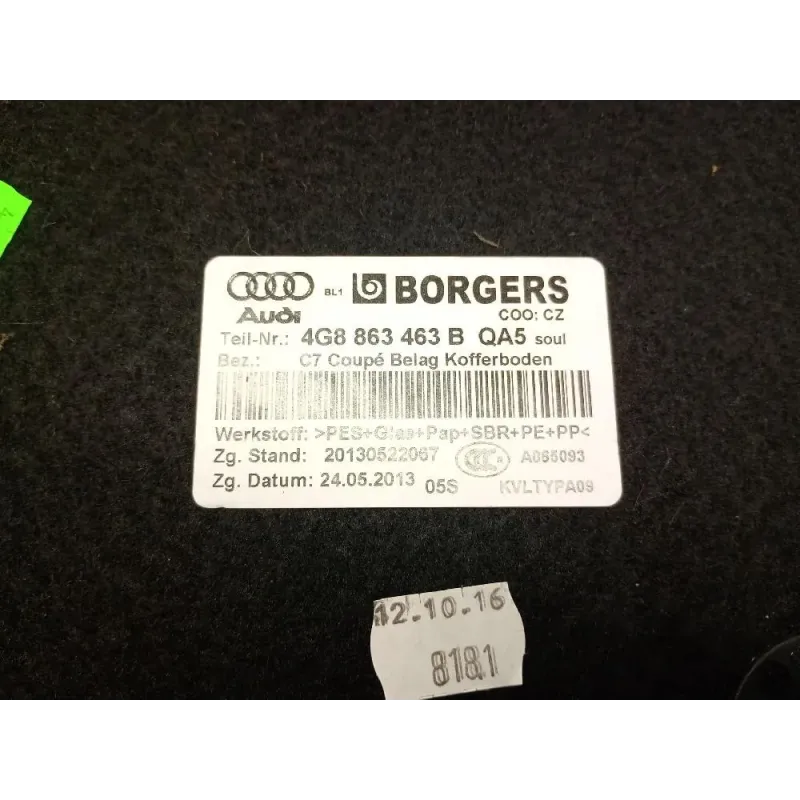 BL1 BORGERS
Audi COO: CZ
Teil-Nr.: 4G8 863 463 B QA5 soul
Bez.: C7 Coupé Belag Kofferboden
Werkstoff: >PES+Glas+Pap+SBR+PE+PP<
Zg. Stand: 20130522067 CCC A065093
Zg. Datum: 24.05.2013 05S KVLTYPA09
12.10.16
8181